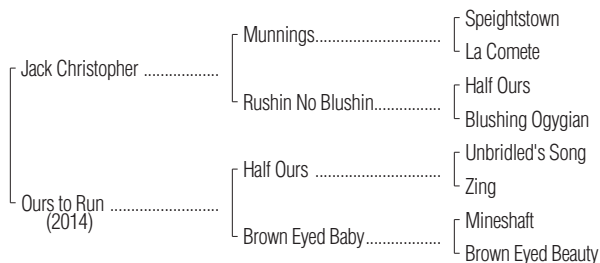 Speightstown
Munnings........................................
La Comete
Jack Christopher ..................
Half Ours
Rushin No Blushin.................
Blushing Ogygian
Unbridled's Song
Half Ours ...................................
Zing
Ours to Run ..........................
(2014)
Mineshaft
Brown Eyed Baby...................
Brown Eyed Beauty